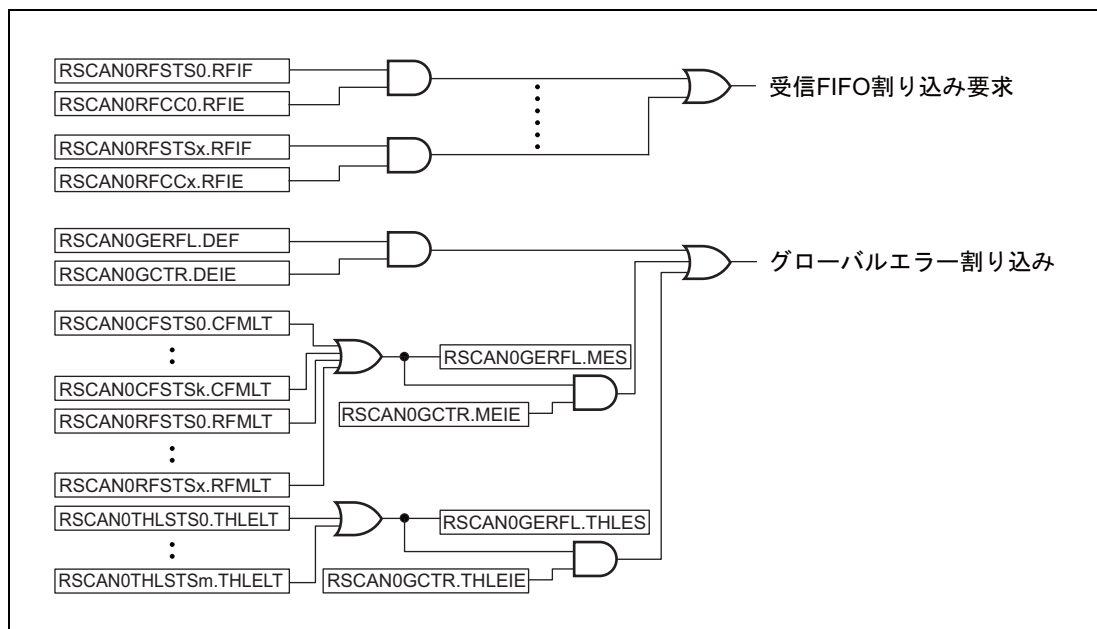 RSCAN0RFSTS0.RFIF
RSCAN0RFCC0.RFIE
受信FIFO割り込み要求
RSCAN0RFSTSx.RFIF
RSCAN0RFCCx.RFIE
RSCAN0GERFL.DEF
RSCAN0GCTR.DEIE
グローバルエラー割り込み
RSCAN0CFSTS0.CFMLT
RSCAN0GERFL.MES
RSCAN0CFSTSk.CFMLT
RSCAN0RFSTS0.RFMLT
RSCAN0GCTR.MEIE
RSCAN0RFSTSx.RFMLT
RSCAN0THLSTS0.THLELT
RSCAN0GERFL.THLES
RSCAN0THLSTSm.THLELT
RSCAN0GCTR.THLEIE